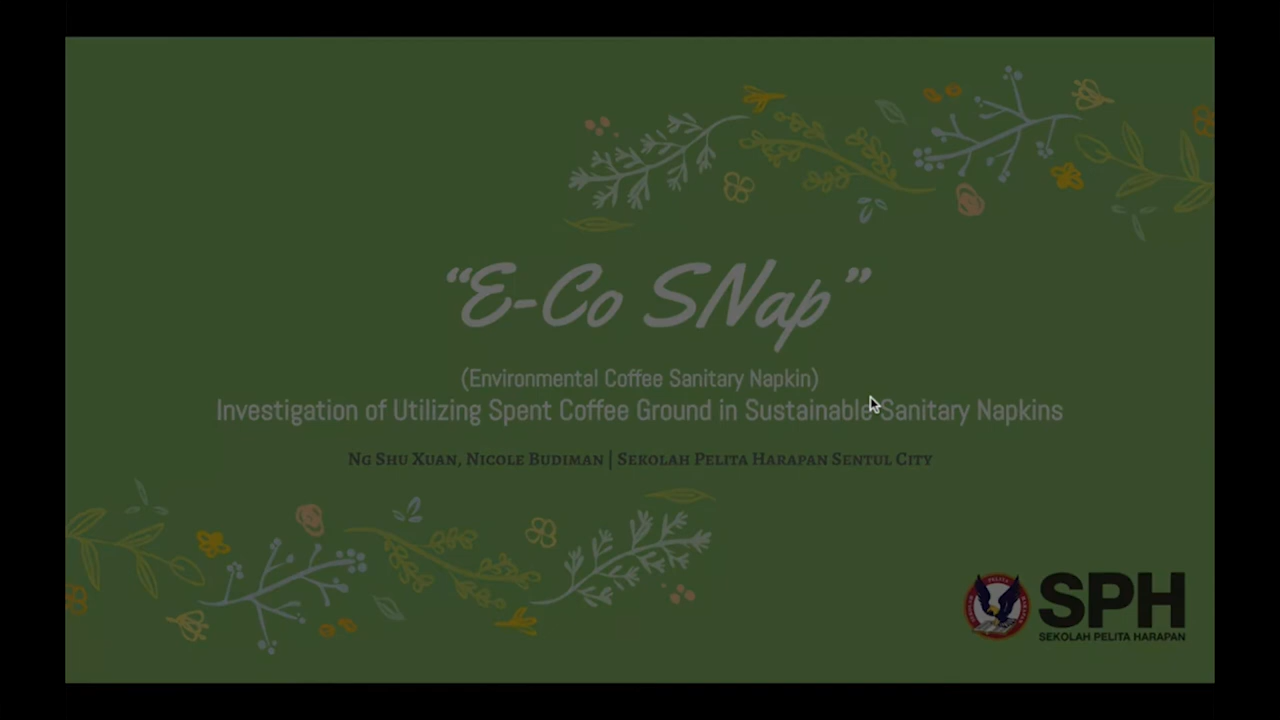 “E-Co SNap”
(Environmental Coffee Sanitary Napkin)
Investigation of Utilizing Spent Coffee Ground in Sustainable Sanitary Napkins
Ng Shu Xuan, Nicole Budiman | Sekolah Pelita Harapan Sentul City
SPH
SEKOLAH PELITA HARAPAN